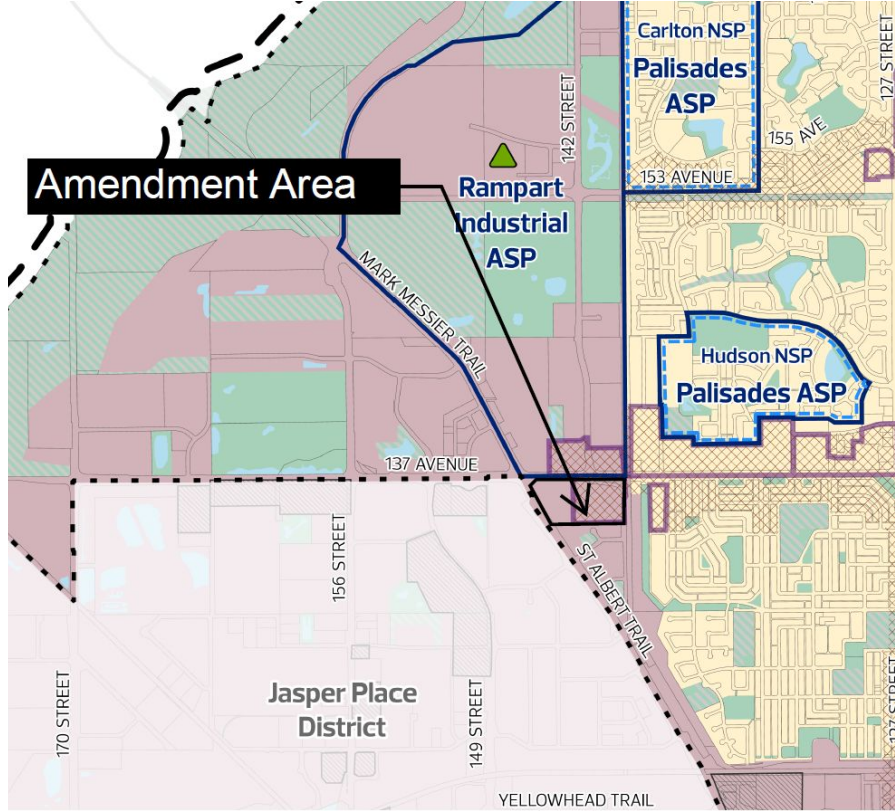 Carlton NSP
Palisades
ASP
127 STREET
142 STREET
155 AVE
153 AVENUE
Amendment Area
Rampart
Industrial
ASP
MARK MESSIER TRAIL
Hudson NSP
Palisades ASP
137 AVENUE
156 STREET
ST ALBERT TRAIL
Jasper Place
District
170 STREET
149 STREET
127 STREET
YELLOWHEAD TRAIL